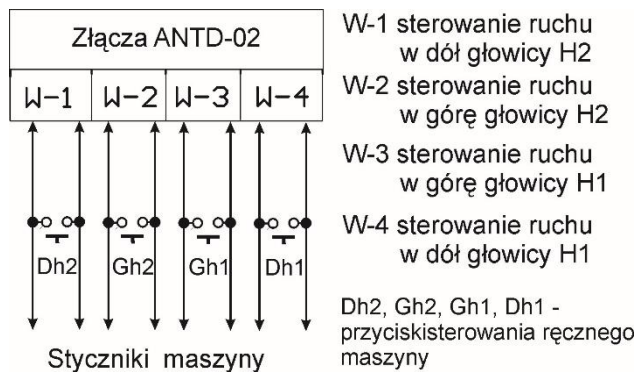 Złącza ANTD-02
W-1 W-2 W-3 W-4
Dh2 Gh2 Gh1 Dh1
Styczniki maszyny
W-1 sterowanie ruchu
w dół głowicy H2
W-2 sterowanie ruchu
w górę głowicy H2
W-3 sterowanie ruchu
w górę głowicy H1
W-4 sterowanie ruchu
w dół głowicy H1
Dh2, Gh2, Gh1, Dh1 -
przyciskisterowania ręcznego
maszyny